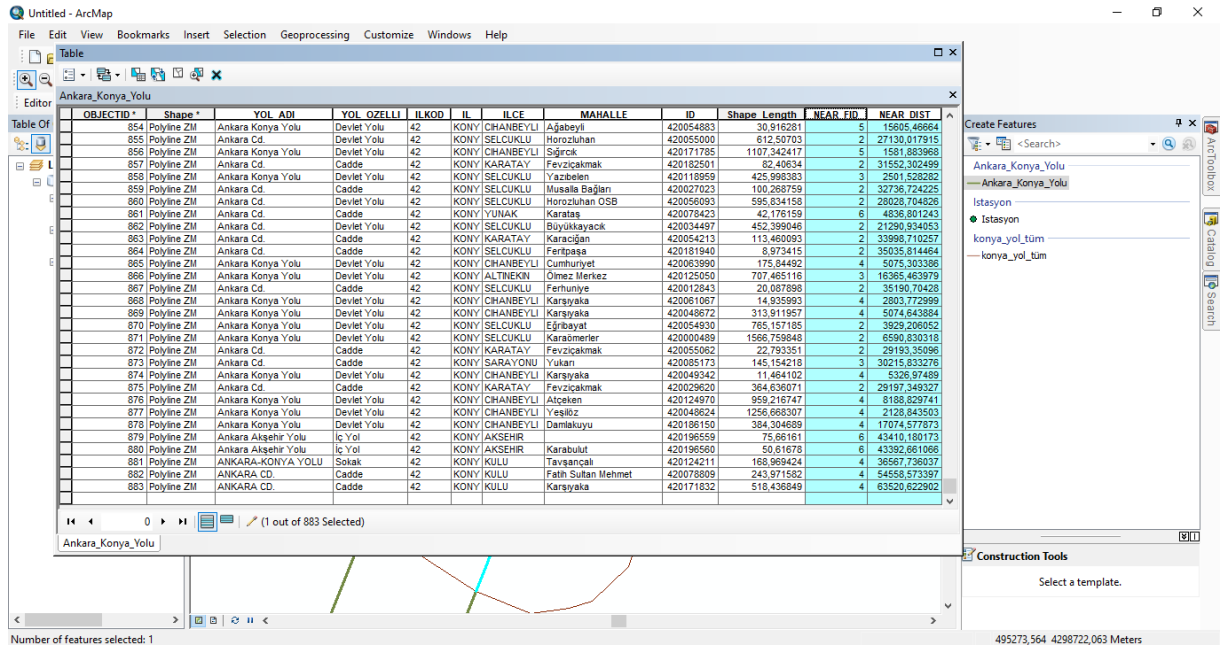 Untitled - ArcMap
File Edit View Bookmarks Insert Selection Geoprocessing Customize Windows Help
Table
Ankara_Konya_Yolu
Editor
Table Of
OBJECTID * Shape * YOL_ADI YOL_OZELLI ILKOD IL ILCE MAHALLE ID Shape_Length NEAR_FID NEAR_DIST
854 Polyline ZM Ankara Konya Yolu Devlet Yolu 42 KONY CIHANBEYLI Ağabeyli 420054883 30,916281 5 15605,46664
855 Polyline ZM Ankara Konya Yolu Devlet Yolu 42 KONY SELCUKLU Horozluhan 420055000 612,50703 2 27130,017915
856 Polyline ZM Ankara Konya Yolu Devlet Yolu 42 KONY CIHANBEYLI Sığırcık 420171785 1107,342417 5 1581,883968
857 Polyline ZM Ankara Cd. Cadde 42 KONY KARATAY Fevziçakmak 420182501 82,40634 2 31552,302499
858 Polyline ZM Ankara Konya Yolu Devlet Yolu 42 KONY SELCUKLU Yazıbelen 420118959 425,998383 3 2501,528282
859 Polyline ZM Ankara Cd. Cadde 42 KONY SELCUKLU Musalla Bağları 420027023 100,268759 2 32736,724225
860 Polyline ZM Ankara Konya Yolu Devlet Yolu 42 KONY SELCUKLU Horozluhan OSB 420056093 595,834158 2 28028,704826
861 Polyline ZM Ankara Cd. Cadde 42 KONY YUNAK Karataş 420078423 42,176159 6 4836,801243
862 Polyline ZM Ankara Konya Yolu Devlet Yolu 42 KONY SELCUKLU Büyükkayacık 420034497 452,399046 2 21290,934053
863 Polyline ZM Ankara Cd. Cadde 42 KONY KARATAY Karaciğan 420054213 113,460093 2 33998,710257
864 Polyline ZM Ankara Cd. Cadde 42 KONY SELCUKLU Feritpaşa 420181940 8,973415 2 35035,814464
865 Polyline ZM Ankara Konya Yolu Devlet Yolu 42 KONY CIHANBEYLI Cumhuriyet 420063990 175,84492 4 5075,303386
866 Polyline ZM Ankara Konya Yolu Devlet Yolu 42 KONY ALTINEKIN Ölmez Merkez 420125050 707,465116 3 16365,463979
867 Polyline ZM Ankara Cd. Cadde 42 KONY SELCUKLU Ferhuniye 420012843 20,087898 2 35190,70428
868 Polyline ZM Ankara Konya Yolu Devlet Yolu 42 KONY CIHANBEYLI Karşıyaka 420061067 14,935993 4 2803,772999
869 Polyline ZM Ankara Konya Yolu Devlet Yolu 42 KONY CIHANBEYLI Karşıyaka 420048672 313,911957 4 5074,643884
870 Polyline ZM Ankara Konya Yolu Devlet Yolu 42 KONY SELCUKLU Eğribayat 420054930 765,157185 2 3929,206052
871 Polyline ZM Ankara Konya Yolu Devlet Yolu 42 KONY SELCUKLU Karaömerler 420000489 1566,759848 2 6590,830318
872 Polyline ZM Ankara Cd. Cadde 42 KONY KARATAY Fevziçakmak 420055062 22,793351 2 29193,35096
873 Polyline ZM Ankara Cd. Cadde 42 KONY SARAYONU Yukarı 420085173 145,154218 3 30215,833276
874 Polyline ZM Ankara Konya Yolu Devlet Yolu 42 KONY CIHANBEYLI Karşıyaka 420049342 11,464102 4 5326,97489
875 Polyline ZM Ankara Cd. Cadde 42 KONY KARATAY Fevziçakmak 420029620 364,636071 2 29197,349327
876 Polyline ZM Ankara Konya Yolu Devlet Yolu 42 KONY CIHANBEYLI Atçeken 420124970 959,216747 4 8188,829741
877 Polyline ZM Ankara Konya Yolu Devlet Yolu 42 KONY CIHANBEYLI Yeşilöz 420048624 1256,668307 4 2128,843503
878 Polyline ZM Ankara Konya Yolu Devlet Yolu 42 KONY CIHANBEYLI Damlakuyu 420186150 384,304689 4 17074,577873
879 Polyline ZM Ankara Akşehir Yolu İç Yol 42 KONY AKSEHIR 420196559 75,66161 6 43410,180173
880 Polyline ZM Ankara Akşehir Yolu İç Yol 42 KONY AKSEHIR Karabulut 420196560 50,61678 6 43392,661066
881 Polyline ZM ANKARA-KONYA YOLU Sokak 42 KONY KULU Tavşançalı 420124211 168,969424 4 36567,736037
882 Polyline ZM ANKARA CD. Cadde 42 KONY KULU Fatih Sultan Mehmet 420078809 243,971582 4 54558,573397
883 Polyline ZM ANKARA CD. Cadde 42 KONY KULU Karşıyaka 420171832 518,436849 4 63520,622902
0 (1 out of 883 Selected)
Ankara_Konya_Yolu
Create Features
<Search>
Ankara_Konya_Yolu
Ankara_Konya_Yolu
Istasyon
Istasyon
konya_yol_tüm
konya_yol_tüm
Construction Tools
Select a template.
ArcToolbox
Catalog
Search
Number of features selected: 1
495273,564 4298722,063 Meters